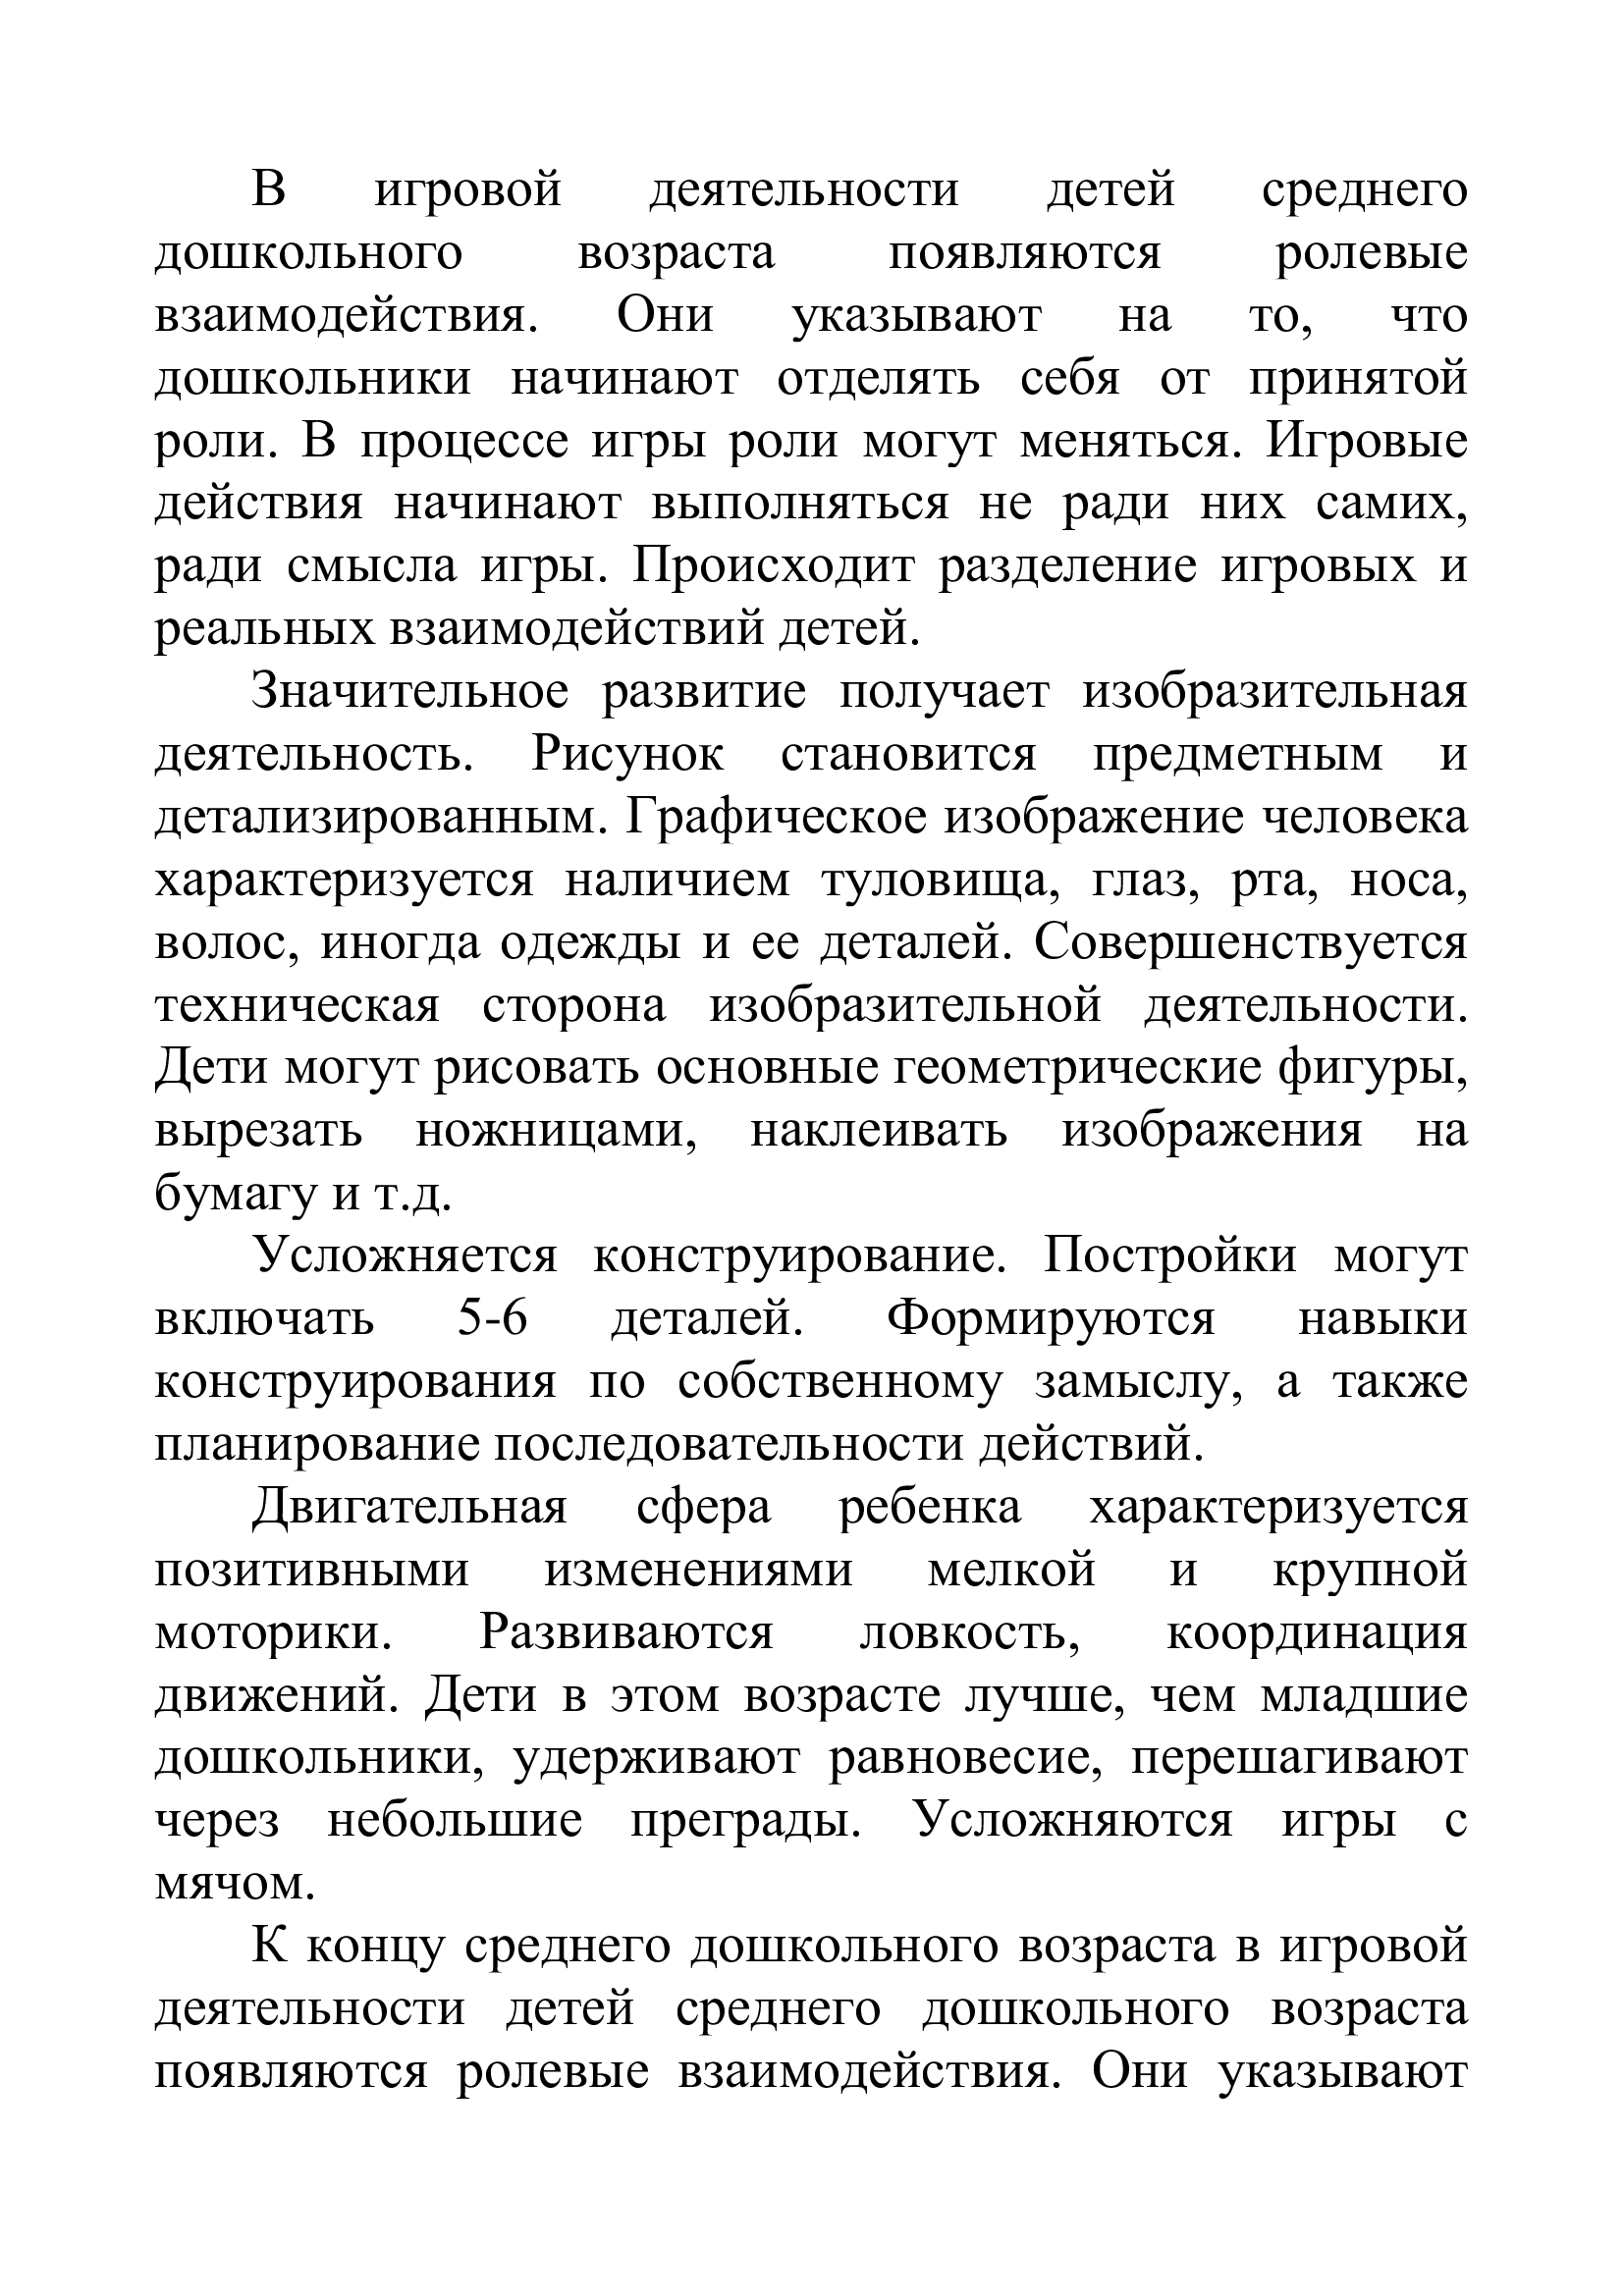 В игровой деятельности детей среднего
дошкольного возраста появляются ролевые
взаимодействия. Они указывают на то, что
дошкольники начинают отделять себя от принятой
роли. В процессе игры роли могут меняться. Игровые
действия начинают выполняться не ради них самих,
ради смысла игры. Происходит разделение игровых и
реальных взаимодействий детей.
Значительное развитие получает изобразительная
деятельность. Рисунок становится предметным и
детализированным. Графическое изображение человека
характеризуется наличием туловища, глаз, рта, носа,
волос, иногда одежды и ее деталей. Совершенствуется
техническая сторона изобразительной деятельности.
Дети могут рисовать основные геометрические фигуры,
вырезать ножницами, наклеивать изображения на
бумагу и т.д.
Усложняется конструирование. Постройки могут
включать 5-6 деталей. Формируются навыки
конструирования по собственному замыслу, а также
планирование последовательности действий.
Двигательная сфера ребенка характеризуется
позитивными изменениями мелкой и крупной
моторики. Развиваются ловкость, координация
движений. Дети в этом возрасте лучше, чем младшие
дошкольники, удерживают равновесие, перешагивают
через небольшие преграды. Усложняются игры с
мячом.
К концу среднего дошкольного возраста в игровой
деятельности детей среднего дошкольного возраста
появляются ролевые взаимодействия. Они указывают